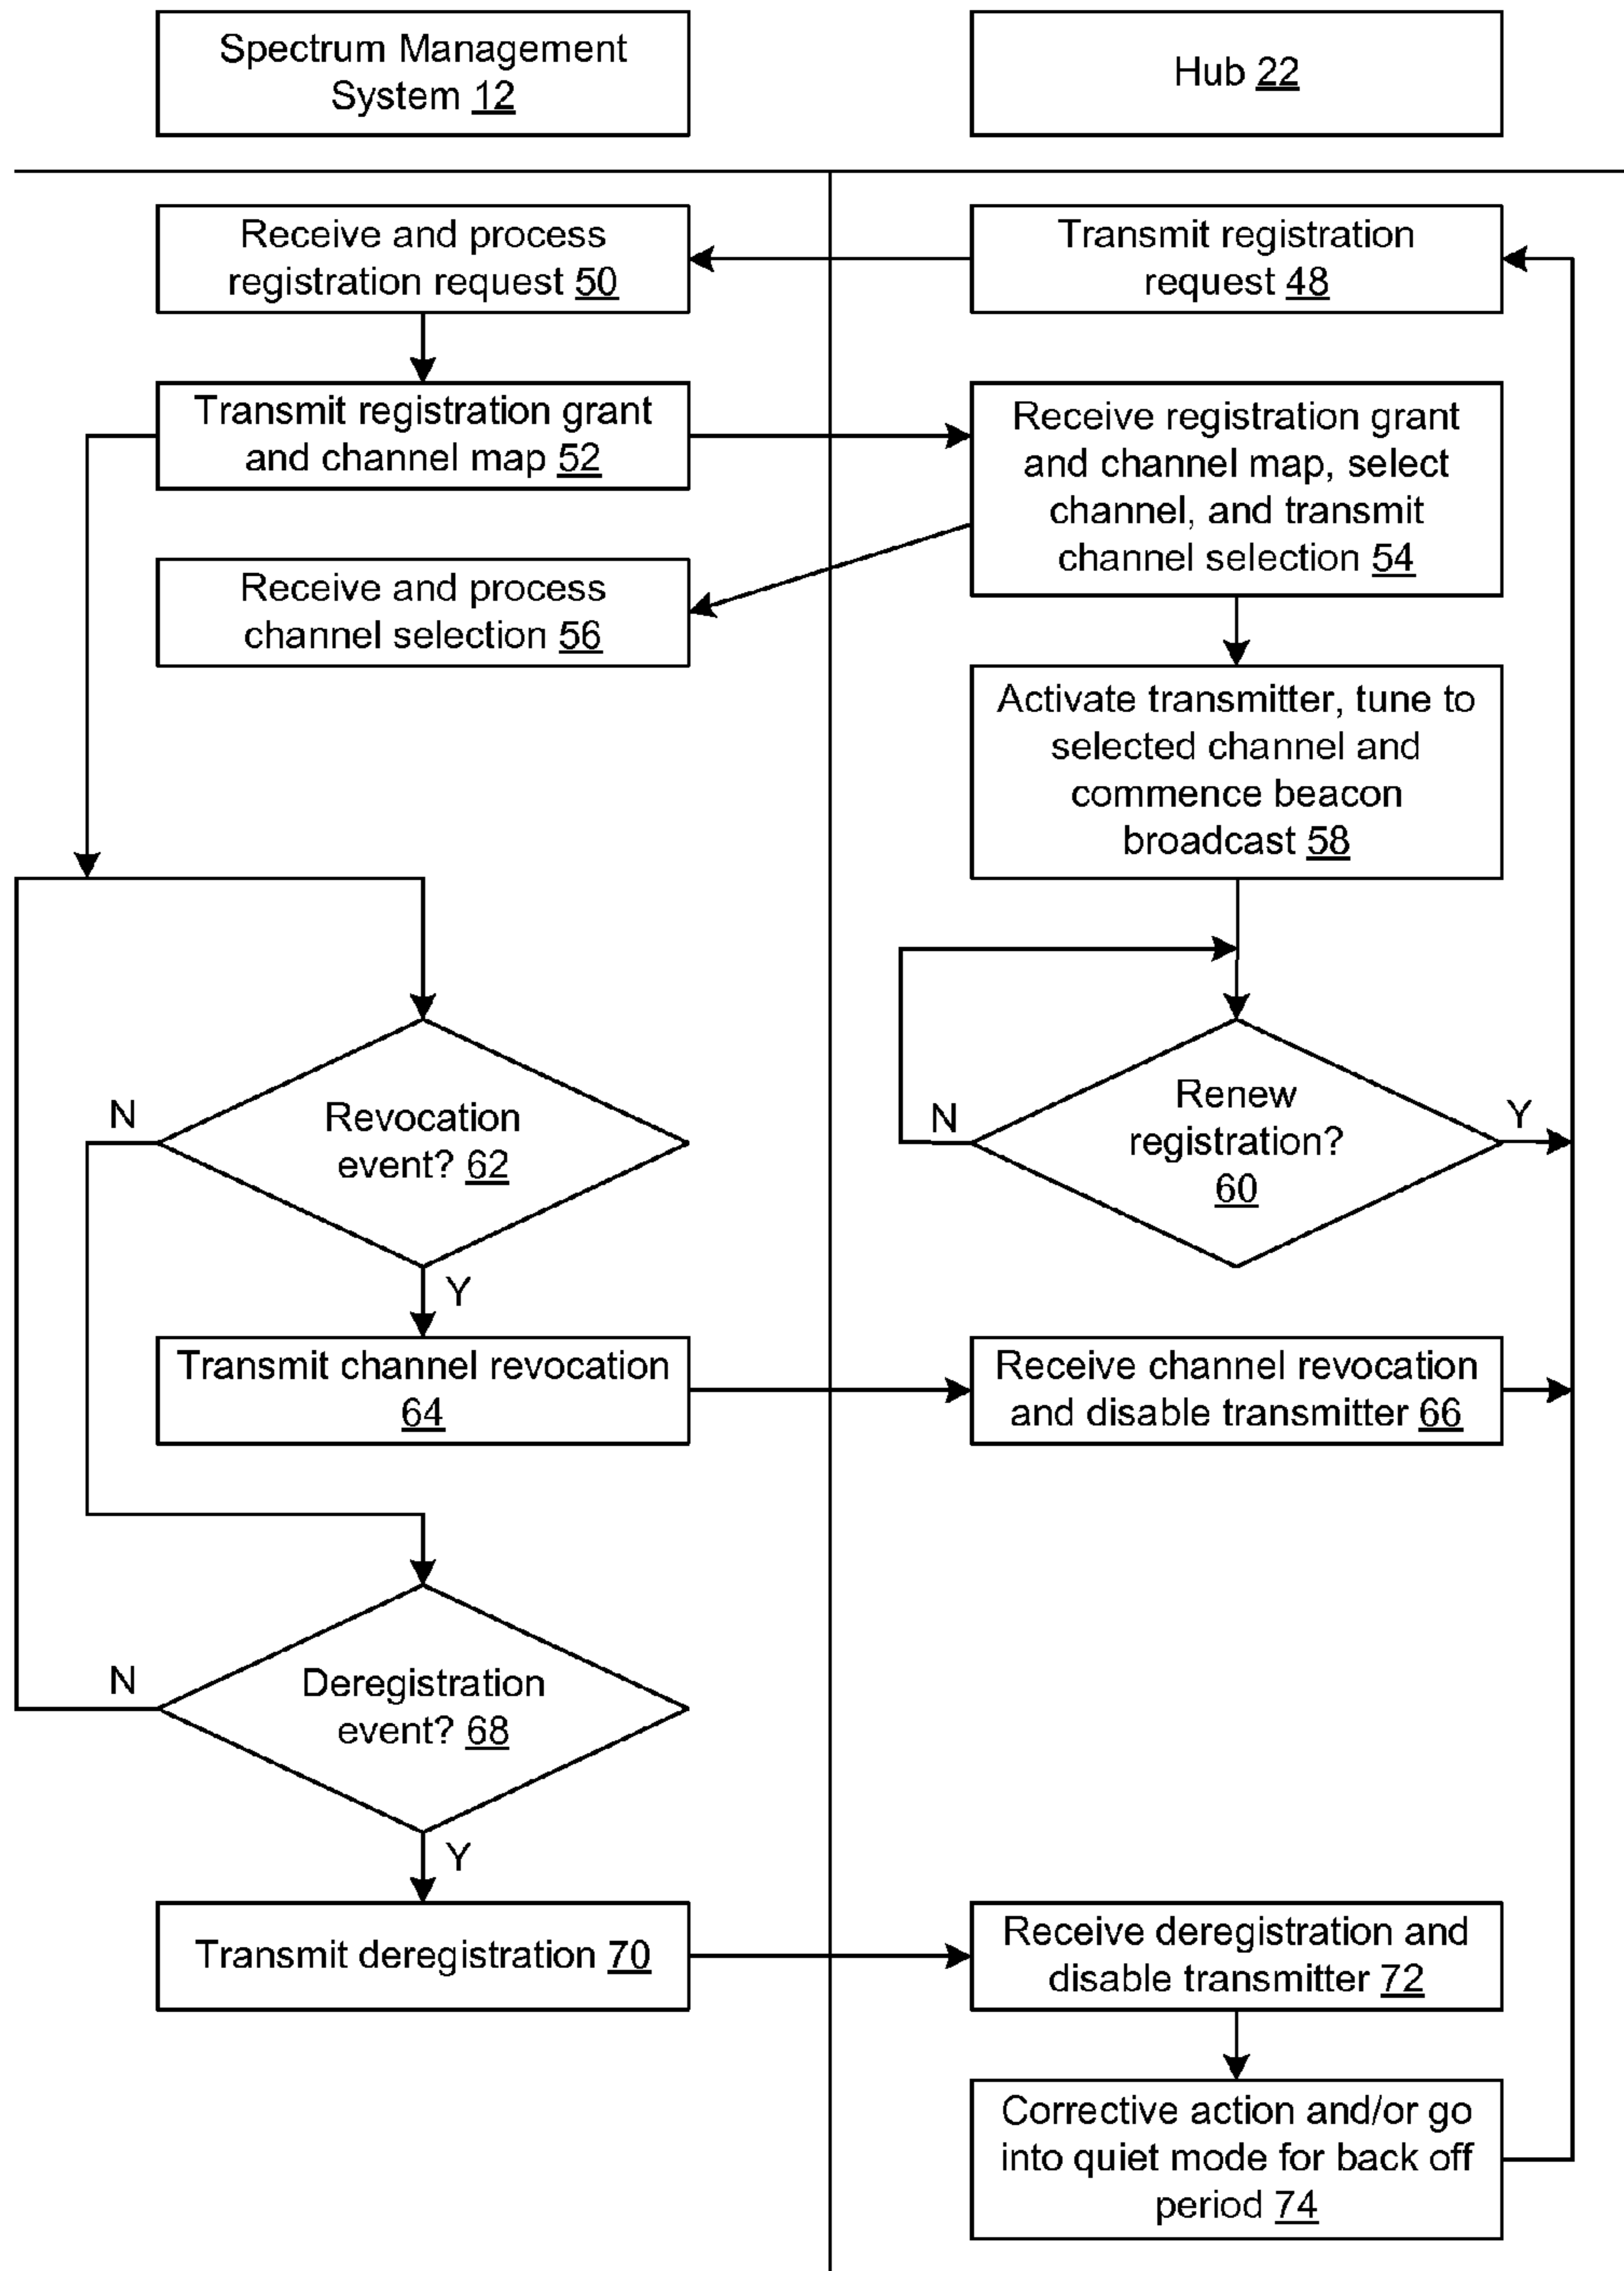 Spectrum Management
System 12
Hub 22
Receive and process
registration request 50
Transmit registration
request 48
Transmit registration grant
and channel map 52
Receive registration grant
and channel map, select
channel, and transmit
channel selection 54
Receive and process
channel selection 56
Activate transmitter, tune to
selected channel and
commence beacon
broadcast 58
N
Revocation
event? 62
Y
N
Renew
registration?
60
Y
Transmit channel revocation
64
Receive channel revocation
and disable transmitter 66
N
Deregistration
event? 68
Y
Transmit deregistration 70
Receive deregistration and
disable transmitter 72
Corrective action and/or go
into quiet mode for back off
period 74